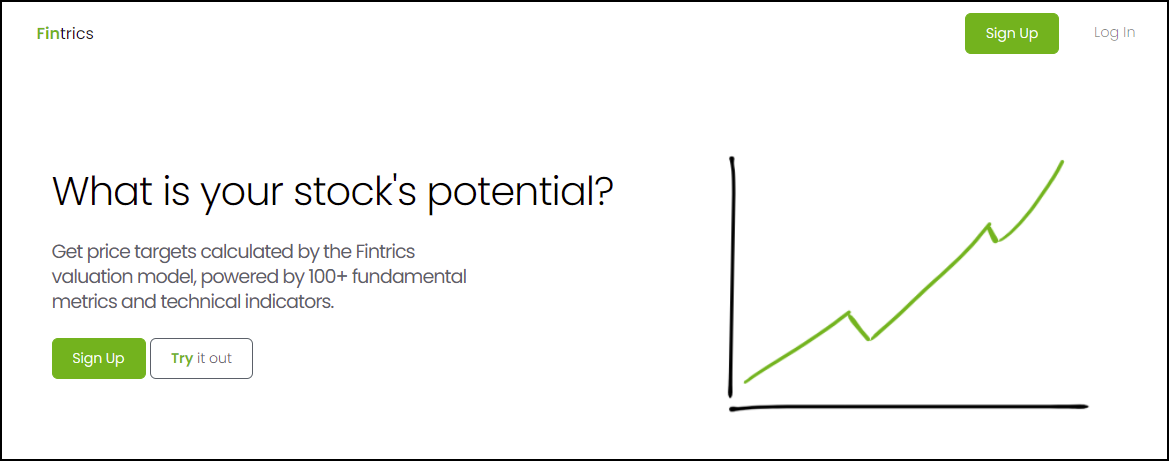 Fintrics
Sign Up
Log In
What is your stock's potential?
Get price targets calculated by the Fintrics
valuation model, powered by 100+ fundamental
metrics and technical indicators.
Sign Up
Try it out